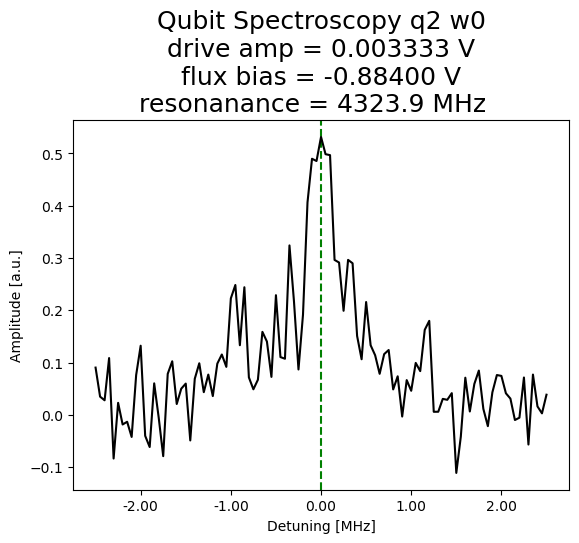 Qubit Spectroscopy q2 w0
drive amp = 0.003333 V
flux bias = -0.88400 V
resonanance = 4323.9 MHz
0.5
0.4
0.3
0.2
0.1
0.0
−0.1
Amplitude [a.u.]
-2.00 -1.00 0.00 1.00 2.00
Detuning [MHz]